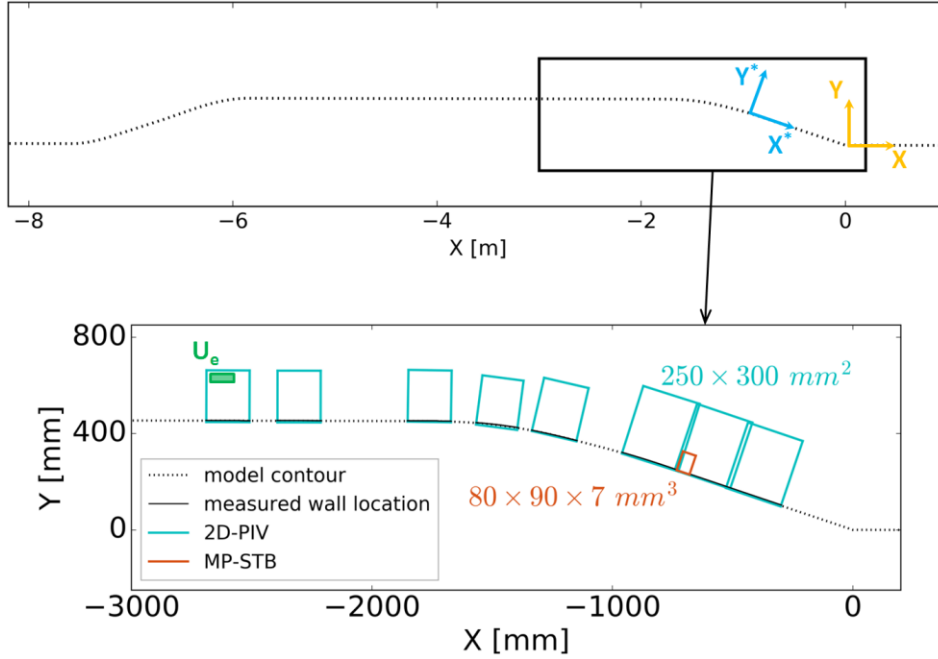 Y*
X*
Y
X
−8
−6
−4
−2
0
X [m]
800
400
0
Y [mm]
U_e
250 × 300 mm²
80 × 90 × 7 mm³
model contour
measured wall location
2D-PIV
MP-STB
−3000
−2000
−1000
0
X [mm]